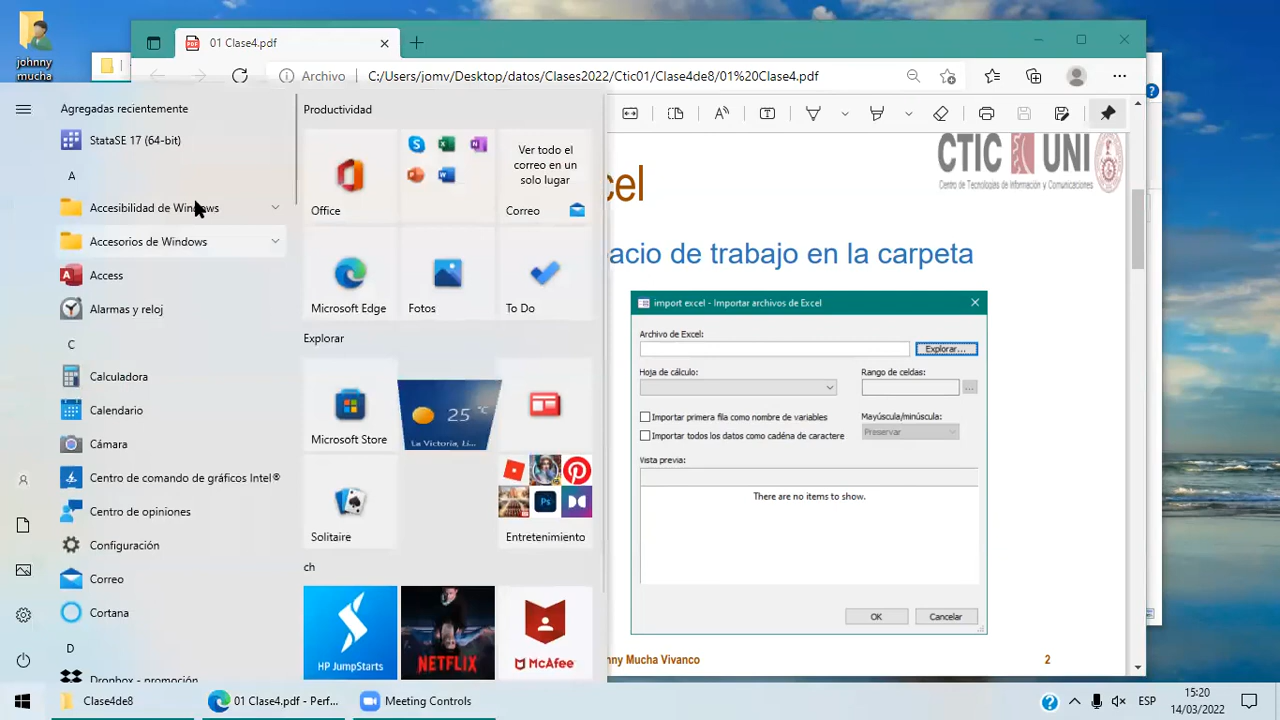 johnny
mucha
01 Clase4.pdf
Archivo
C:/Users/jomv/Desktop/datos/Clases2022/Ctic01/Clase4de8/01%20Clase4.pdf
Agregadas recientemente
StataSE 17 (64-bit)
A
Accesibilidad de Windows
Accesorios de Windows
Access
Alarmas y reloj
C
Calculadora
Calendario
Cámara
Centro de comando de gráficos Intel®
Centro de opiniones
Configuración
Correo
Cortana
D
Dropbox - promoción
Productividad
Office
Ver todo el
correo en un
solo lugar
Correo
Microsoft Edge
Fotos
To Do
Explorar
Microsoft Store
25 °C
La Victoria, Li...
Solitaire
Entretenimiento
ch
HP JumpStarts
NETFLIX
McAfee
cel
CTIC UNI
Centro de Tecnologías de Información y Comunicaciones
acio de trabajo en la carpeta
import excel - Importar archivos de Excel
Archivo de Excel:
Explorar...
Hoja de cálculo:
Rango de celdas:
...
Importar primera fila como nombre de variables
Importar todos los datos como cadéna de caractere
Mayúscula/minúscula:
Preservar
Vista previa:
There are no items to show.
OK
Cancelar
nny Mucha Vivanco
2
Clase4de8
01 Clase4.pdf - Perf...
Meeting Controls
ESP
15:20
14/03/2022